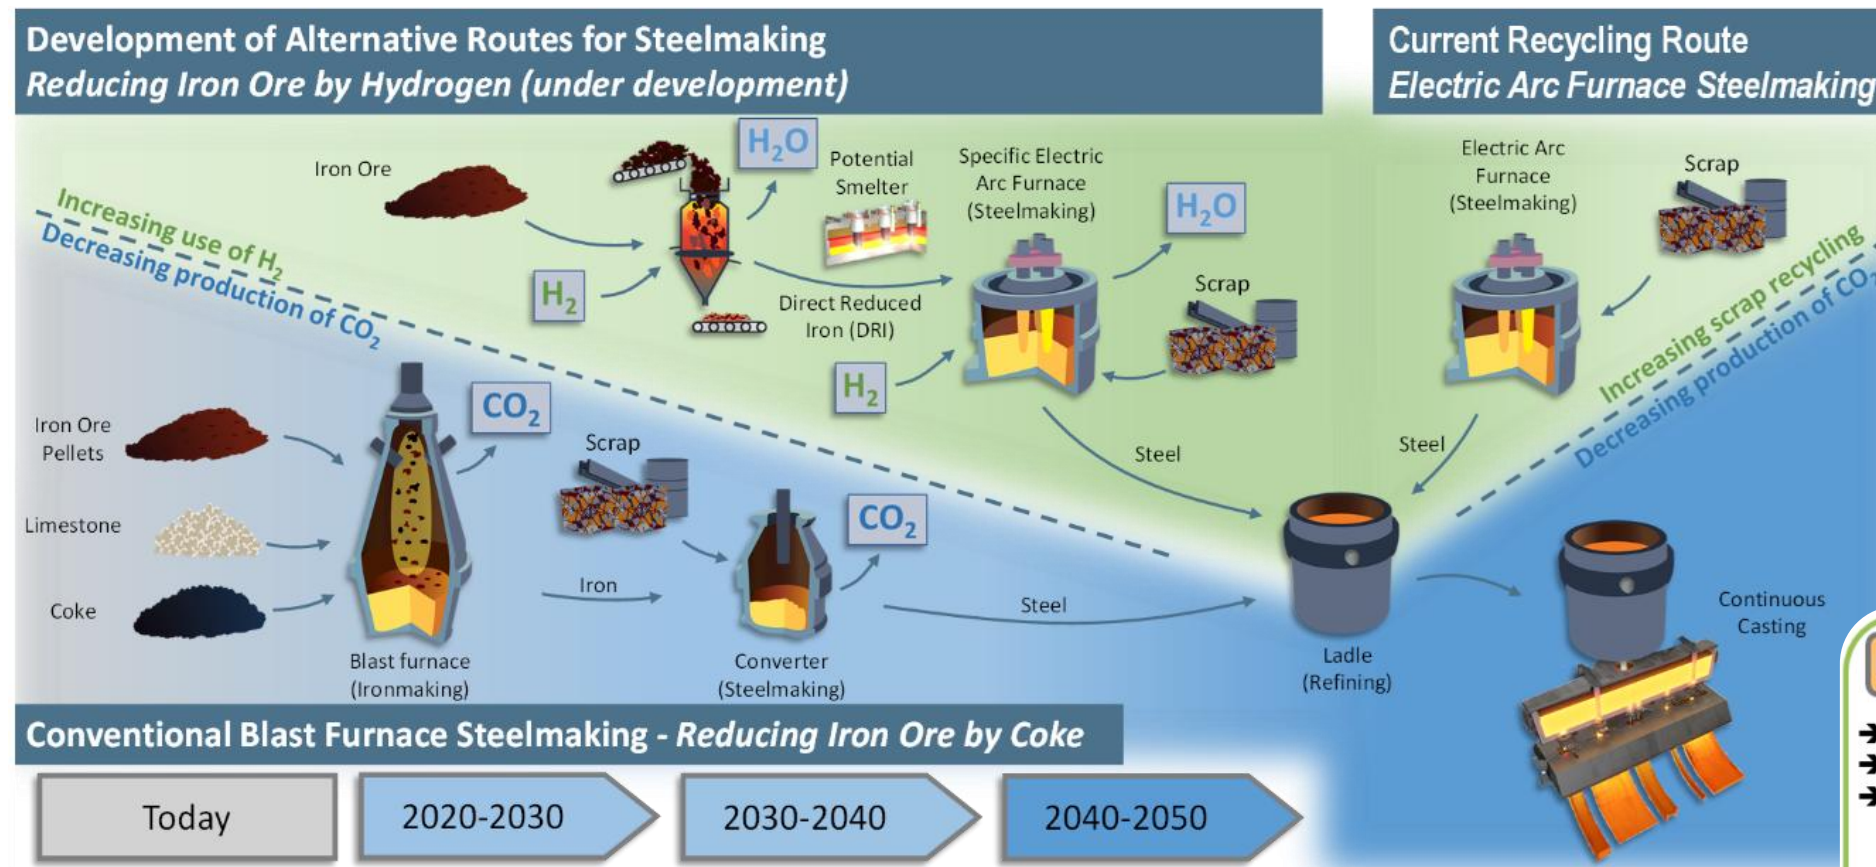 Development of Alternative Routes for Steelmaking
Reducing Iron Ore by Hydrogen (under development)
Current Recycling Route
Electric Arc Furnace Steelmaking
Increasing use of H₂
Decreasing production of CO₂
Iron Ore
H₂
H₂O
Potential
Smelter
Direct Reduced
Iron (DRI)
Specific Electric
Arc Furnace
(Steelmaking)
H₂O
H₂
Scrap
Steel
Electric Arc
Furnace
(Steelmaking)
Scrap
Steel
Increasing scrap recycling
Decreasing production of CO₂
Iron Ore
Pellets
Limestone
Coke
CO₂
Blast furnace
(Ironmaking)
Iron
Scrap
CO₂
Converter
(Steelmaking)
Steel
Ladle
(Refining)
Continuous
Casting
Conventional Blast Furnace Steelmaking - Reducing Iron Ore by Coke
Today
2020-2030
2030-2040
2040-2050